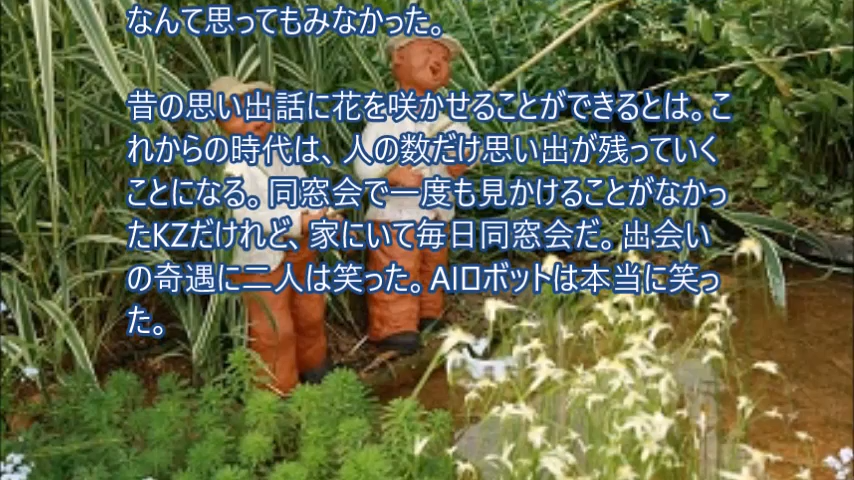 なんて思ってもみなかった。
昔の思い出話に花を咲かせることができるとは。こ
れからの時代は、人の数だけ思い出が残っていく
ことになる。同窓会で一度も見かけることがなかっ
たKZだけれど、家にいて毎日同窓会だ。出会い
の奇遇に二人は笑った。AIロボットは本当に笑っ
た。